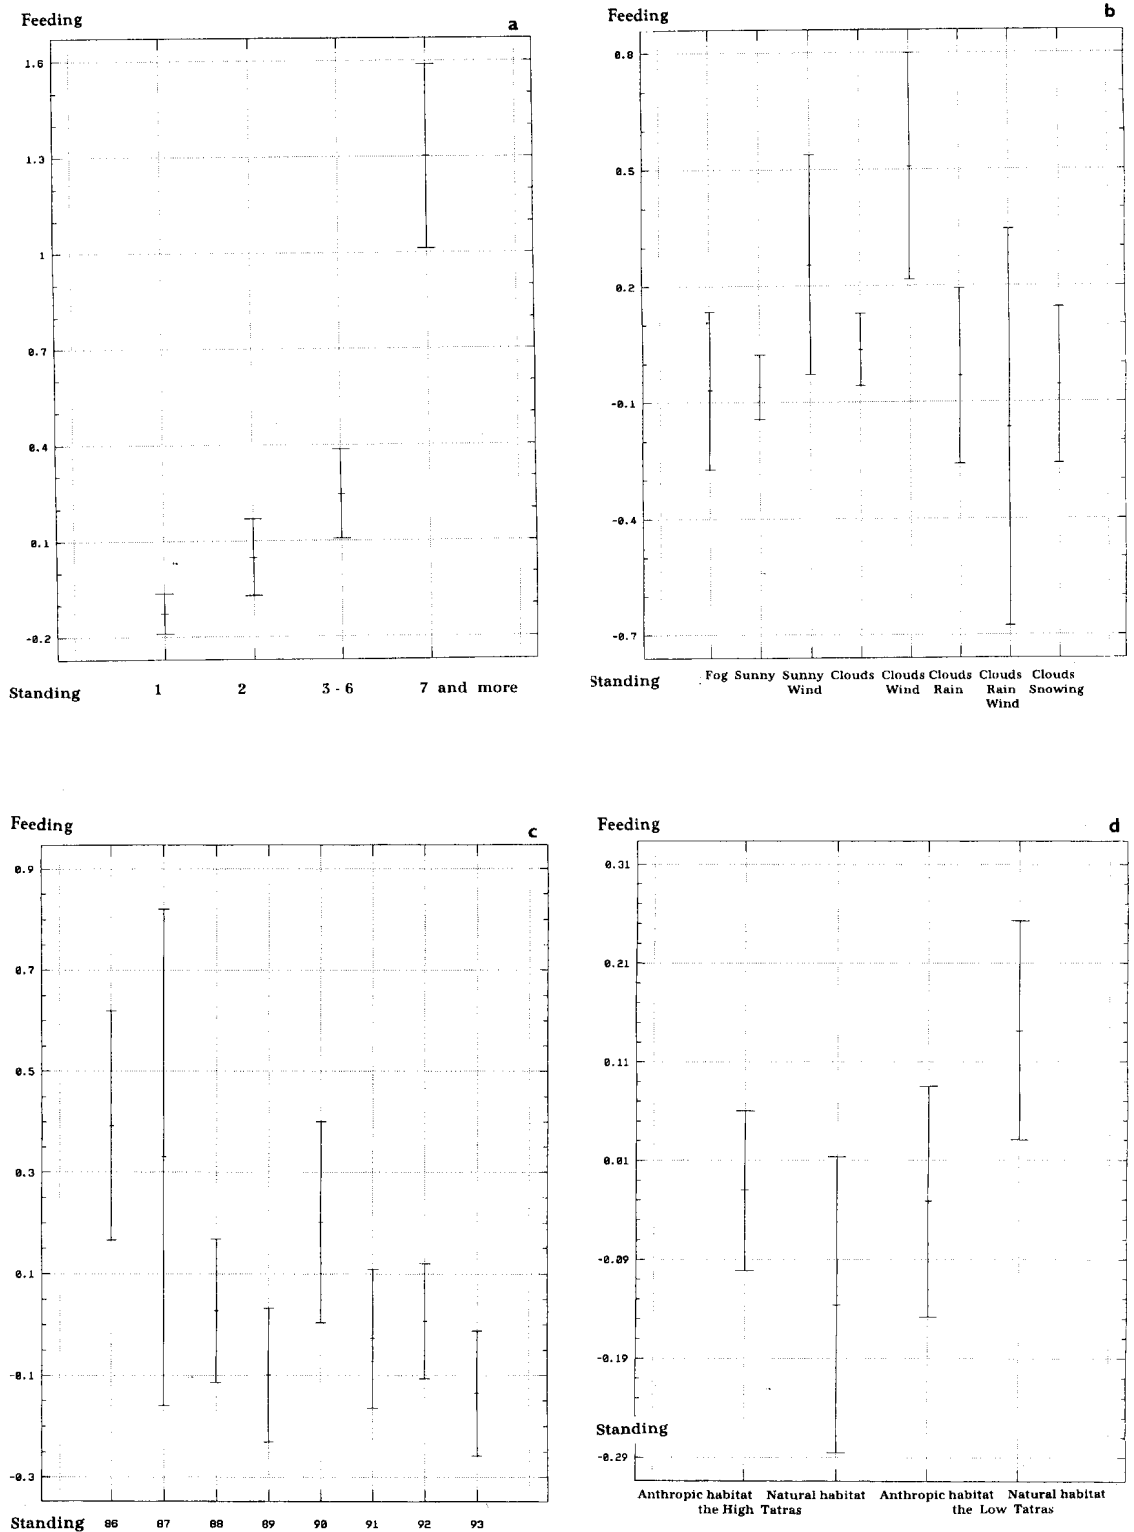 Feeding
a
1.6
1.3
1
0.7
0.4
0.1
-0.2
Standing 1 2 3 - 6 7 and more
Feeding
b
0.8
0.5
0.2
-0.1
-0.4
-0.7
Standing Fog Sunny Sunny Clouds Clouds Clouds Clouds Clouds
Wind Wind Rain Rain Snowing
Wind
Feeding
c
0.9
0.7
0.5
0.3
0.1
-0.1
-0.3
Standing 86 87 88 89 90 91 92 93
Feeding
d
0.31
0.21
0.11
0.01
-0.09
-0.19
Standing
-0.29
Anthropic habitat Natural habitat Anthropic habitat Natural habitat
the High Tatras the Low Tatras